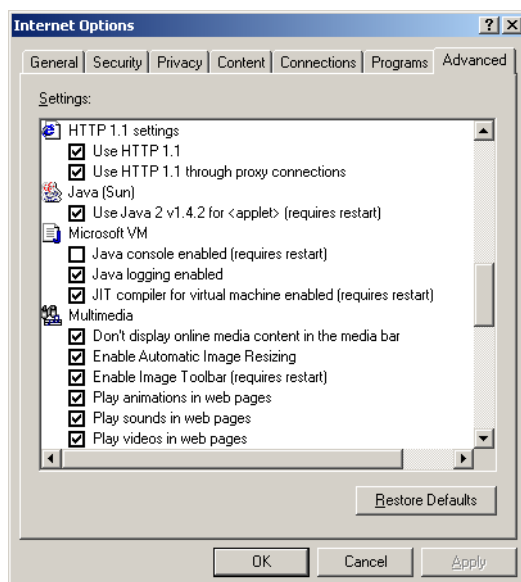 Internet Options
General Security Privacy Content Connections Programs Advanced
Settings:
HTTP 1.1 settings
Use HTTP 1.1
Use HTTP 1.1 through proxy connections
Java (Sun)
Use Java 2 v1.4.2 for <applet> (requires restart)
Microsoft VM
Java console enabled (requires restart)
Java logging enabled
JIT compiler for virtual machine enabled (requires restart)
Multimedia
Don't display online media content in the media bar
Enable Automatic Image Resizing
Enable Image Toolbar (requires restart)
Play animations in web pages
Play sounds in web pages
Play videos in web pages
Restore Defaults
OK Cancel Apply